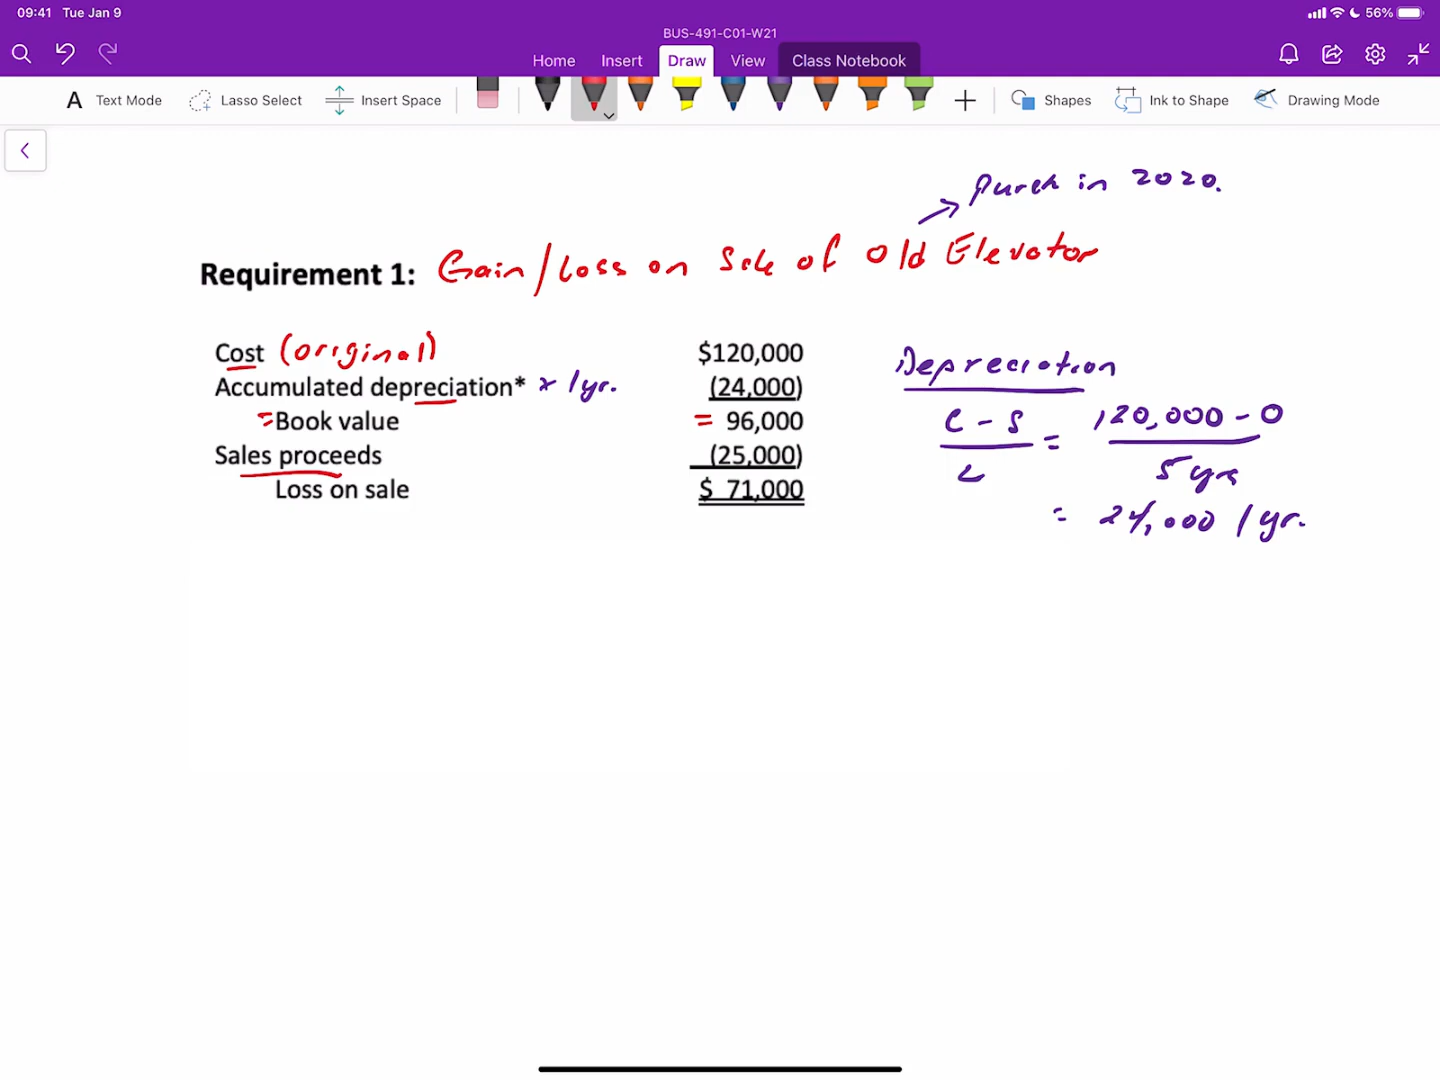 09:41 Tue Jan 9
56%
BUS-491-C01-W21
Home Insert Draw View Class Notebook
A Text Mode Lasso Select Insert Space Shapes Ink to Shape Drawing Mode
Purch in 2020.
Requirement 1: Gain/Loss on Sale of Old Elevator
Cost (original) $120,000
Accumulated depreciation* x 1yr. (24,000)
= Book value = 96,000
Sales proceeds (25,000)
Loss on sale $ 71,000
Depreciation
C - S = 120,000 - 0
L 5 yrs
= 24,000 / yr.